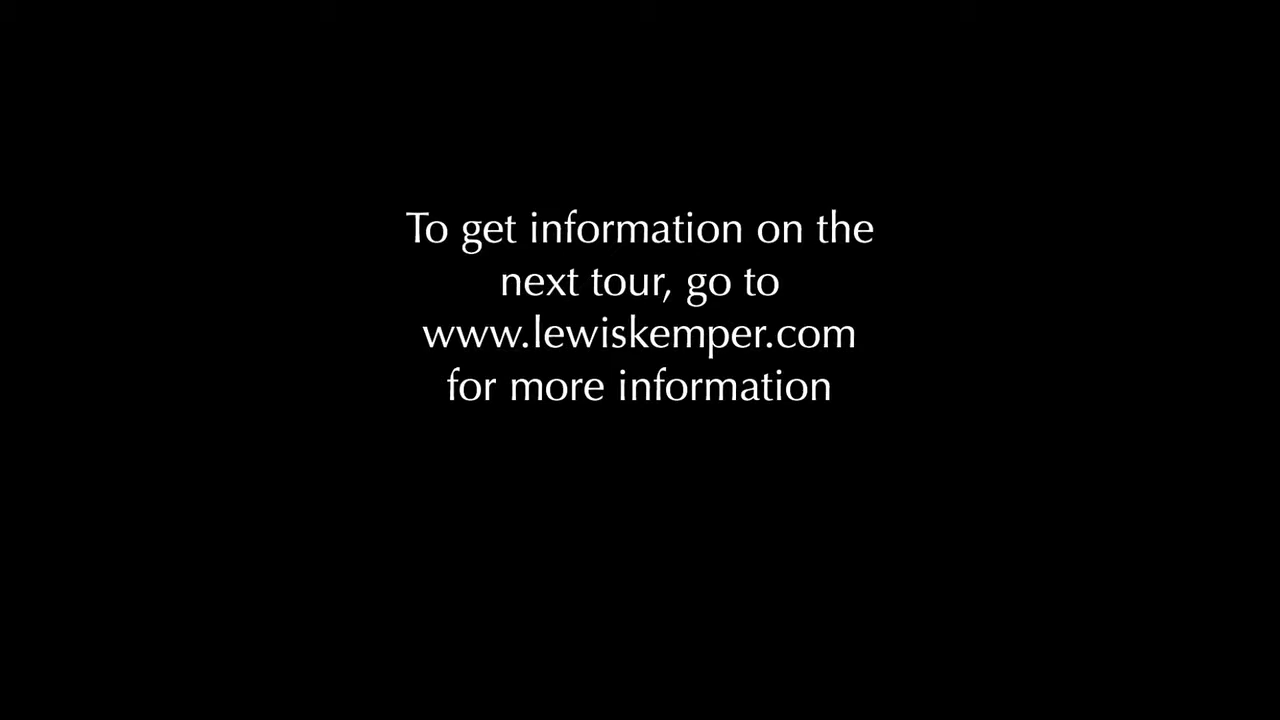 To get information on the
next tour, go to
www.lewiskemper.com
for more information